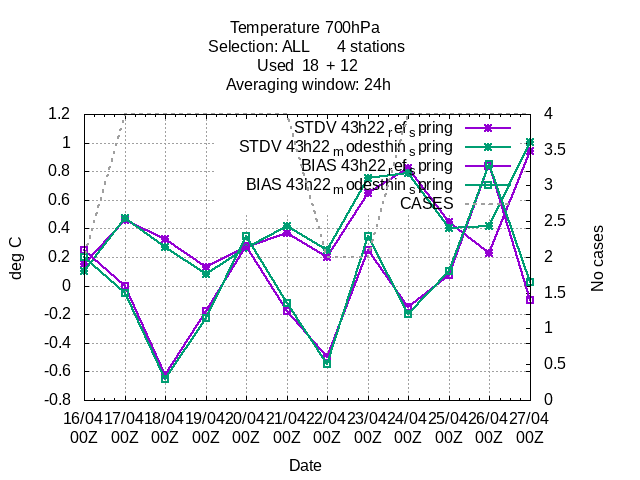 Temperature 700hPa
Selection: ALL 4 stations
Used 18 + 12
Averaging window: 24h
STDV 43h22refspring
STDV 43h22modesthinspring
BIAS 43h22refspring
BIAS 43h22modesthinspring
CASES
1.2
1
0.8
0.6
0.4
0.2
0
-0.2
-0.4
-0.6
-0.8
deg C
4
3.5
3
2.5
2
1.5
1
0.5
0
No cases
16/04 17/04 18/04 19/04 20/04 21/04 22/04 23/04 24/04 25/04 26/04 27/04
00Z 00Z 00Z 00Z 00Z 00Z 00Z 00Z 00Z 00Z 00Z 00Z
Date